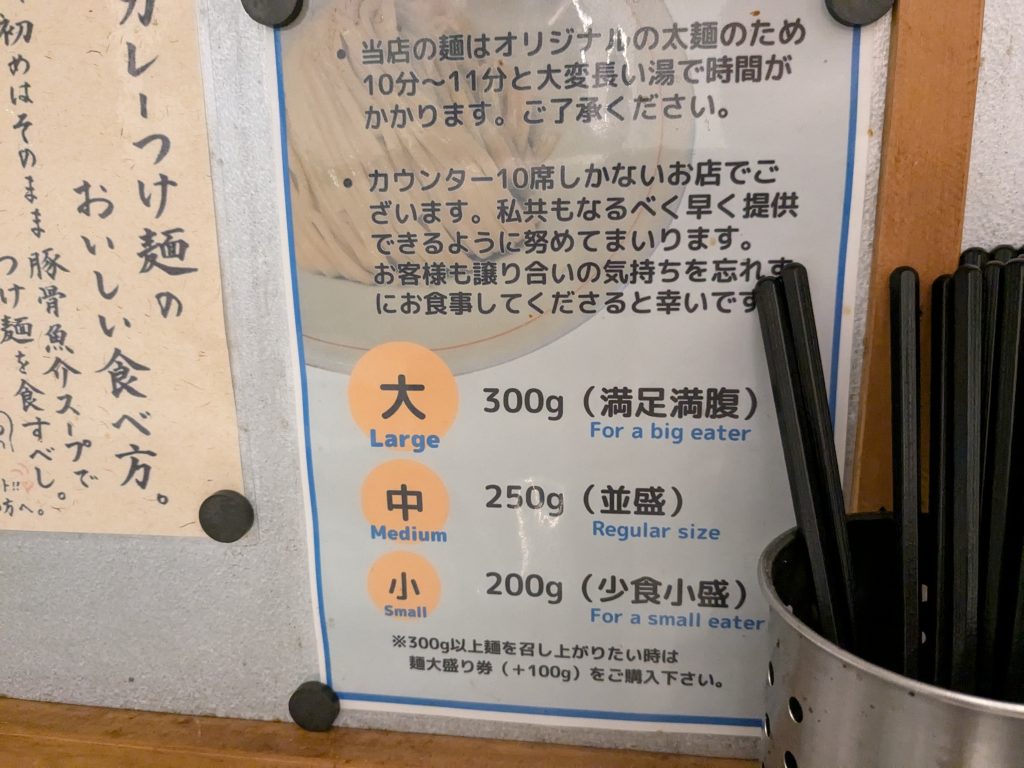 カレーつけ麺の
おいしい食べ方。
初めはそのまま
豚骨魚介スープで
つけ麺を食すべし。
方へ。
・当店の麺はオリジナルの太麺のため
10分〜11分と大変長い湯で時間が
かかります。ご了承ください。
・カウンター10席しかないお店でご
ざいます。私共もなるべく早く提供
できるように努めてまいります。
お客様も譲り合いの気持ちを忘れず
にお食事してくださると幸いです
大 300g（満足満腹）
Large For a big eater
中 250g（並盛）
Medium Regular size
小 200g（少食小盛）
Small For a small eater
※300g以上麺を召し上がりたい時は
麺大盛り券（＋100g）をご購入下さい。